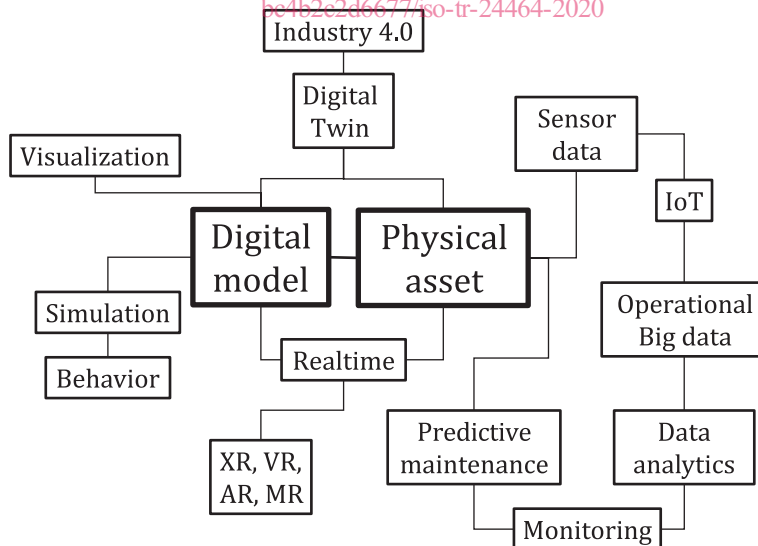 bc4b2c2d6677/iso-tr-24464-2020
Industry 4.0
Digital
Twin
Sensor
data
Visualization
IoT
Digital
model
Physical
asset
Simulation
Operational
Big data
Realtime
Behavior
Predictive
maintenance
Data
analytics
XR, VR,
AR, MR
Monitoring